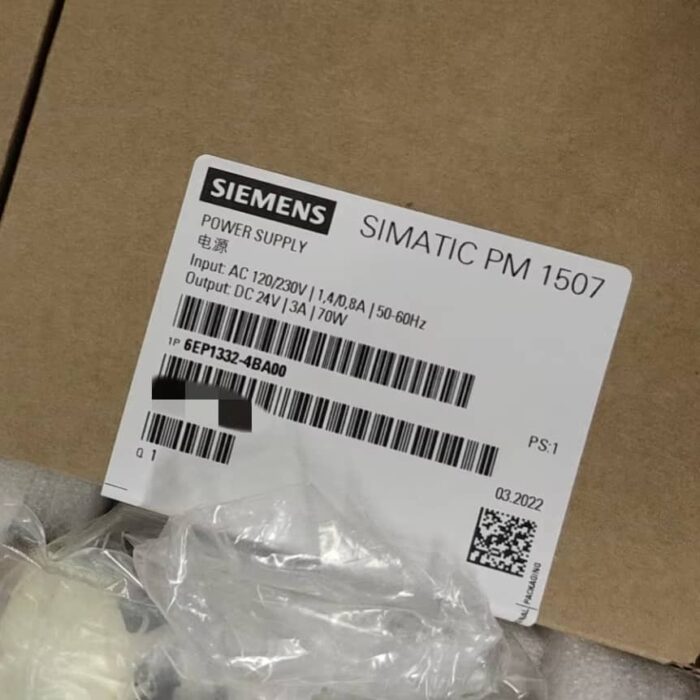 SIEMENS
SIMATIC PM 1507
POWER SUPPLY
电源
Input: AC 120/230V | 1,4/0,8A | 50-60Hz
Output: DC 24V | 3A | 70W
1P 6EP1332-4BA00
PS:1
Q 1
03.2022
PACKAGING